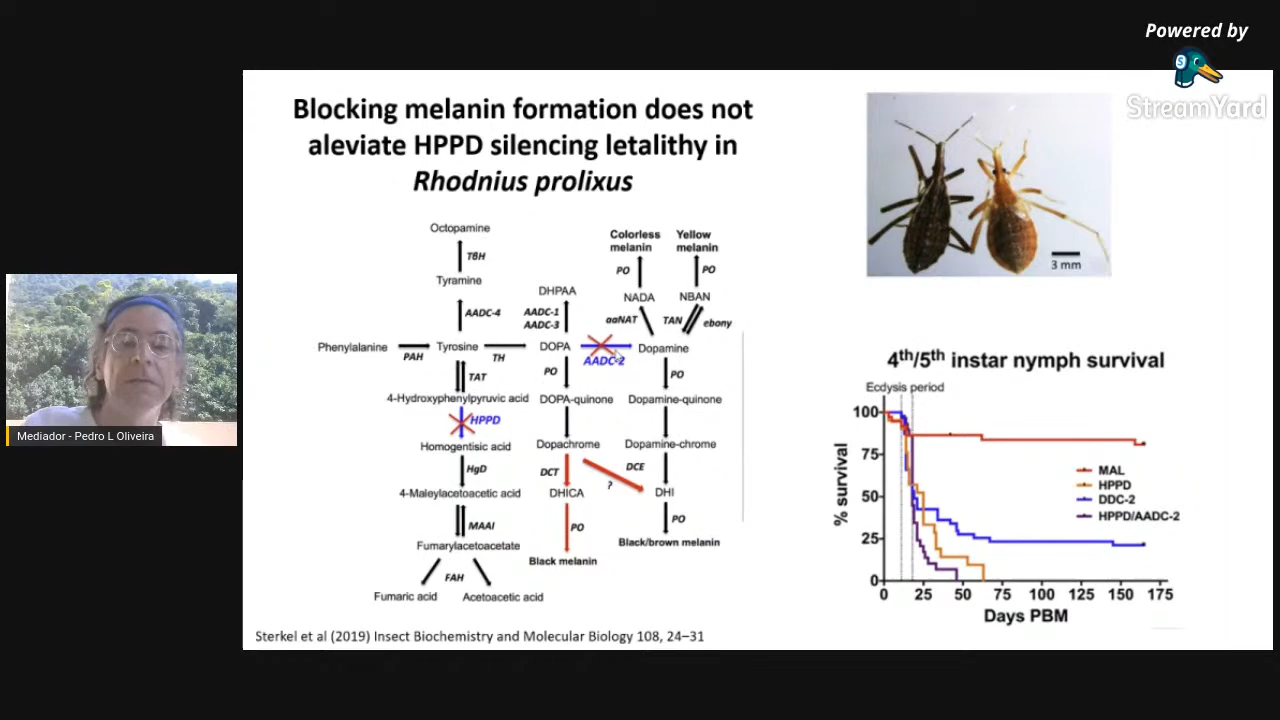 Powered by
StreamYard
Blocking melanin formation does not
aleviate HPPD silencing letalithy in
Rhodnius prolixus
3 mm
Octopamine
TβH
Tyramine
AADC-4
Phenylalanine
PAH
Tyrosine
TH
DOPA
AADC-2
Dopamine
DHPAA
AADC-1
AADC-3
Colorless
melanin
Yellow
melanin
PO
PO
NADA
NBAN
aaNAT
TAN
ebony
TAT
PO
PO
4-Hydroxyphenylpyruvic acid
DOPA-quinone
Dopamine-quinone
HPPD
Homogentisic acid
Dopachrome
Dopamine-chrome
HgD
DCT
DCE
?
4-Maleylacetoacetic acid
DHICA
DHI
MAAI
PO
PO
Fumarylacetoacetate
Black melanin
Black/brown melanin
FAH
Fumaric acid
Acetoacetic acid
Sterkel et al (2019) Insect Biochemistry and Molecular Biology 108, 24–31
4th/5th instar nymph survival
Ecdysis period
% survival
100
75
50
25
0
MAL
HPPD
DDC-2
HPPD/AADC-2
0 25 50 75 100 125 150 175
Days PBM
Mediador - Pedro L Oliveira